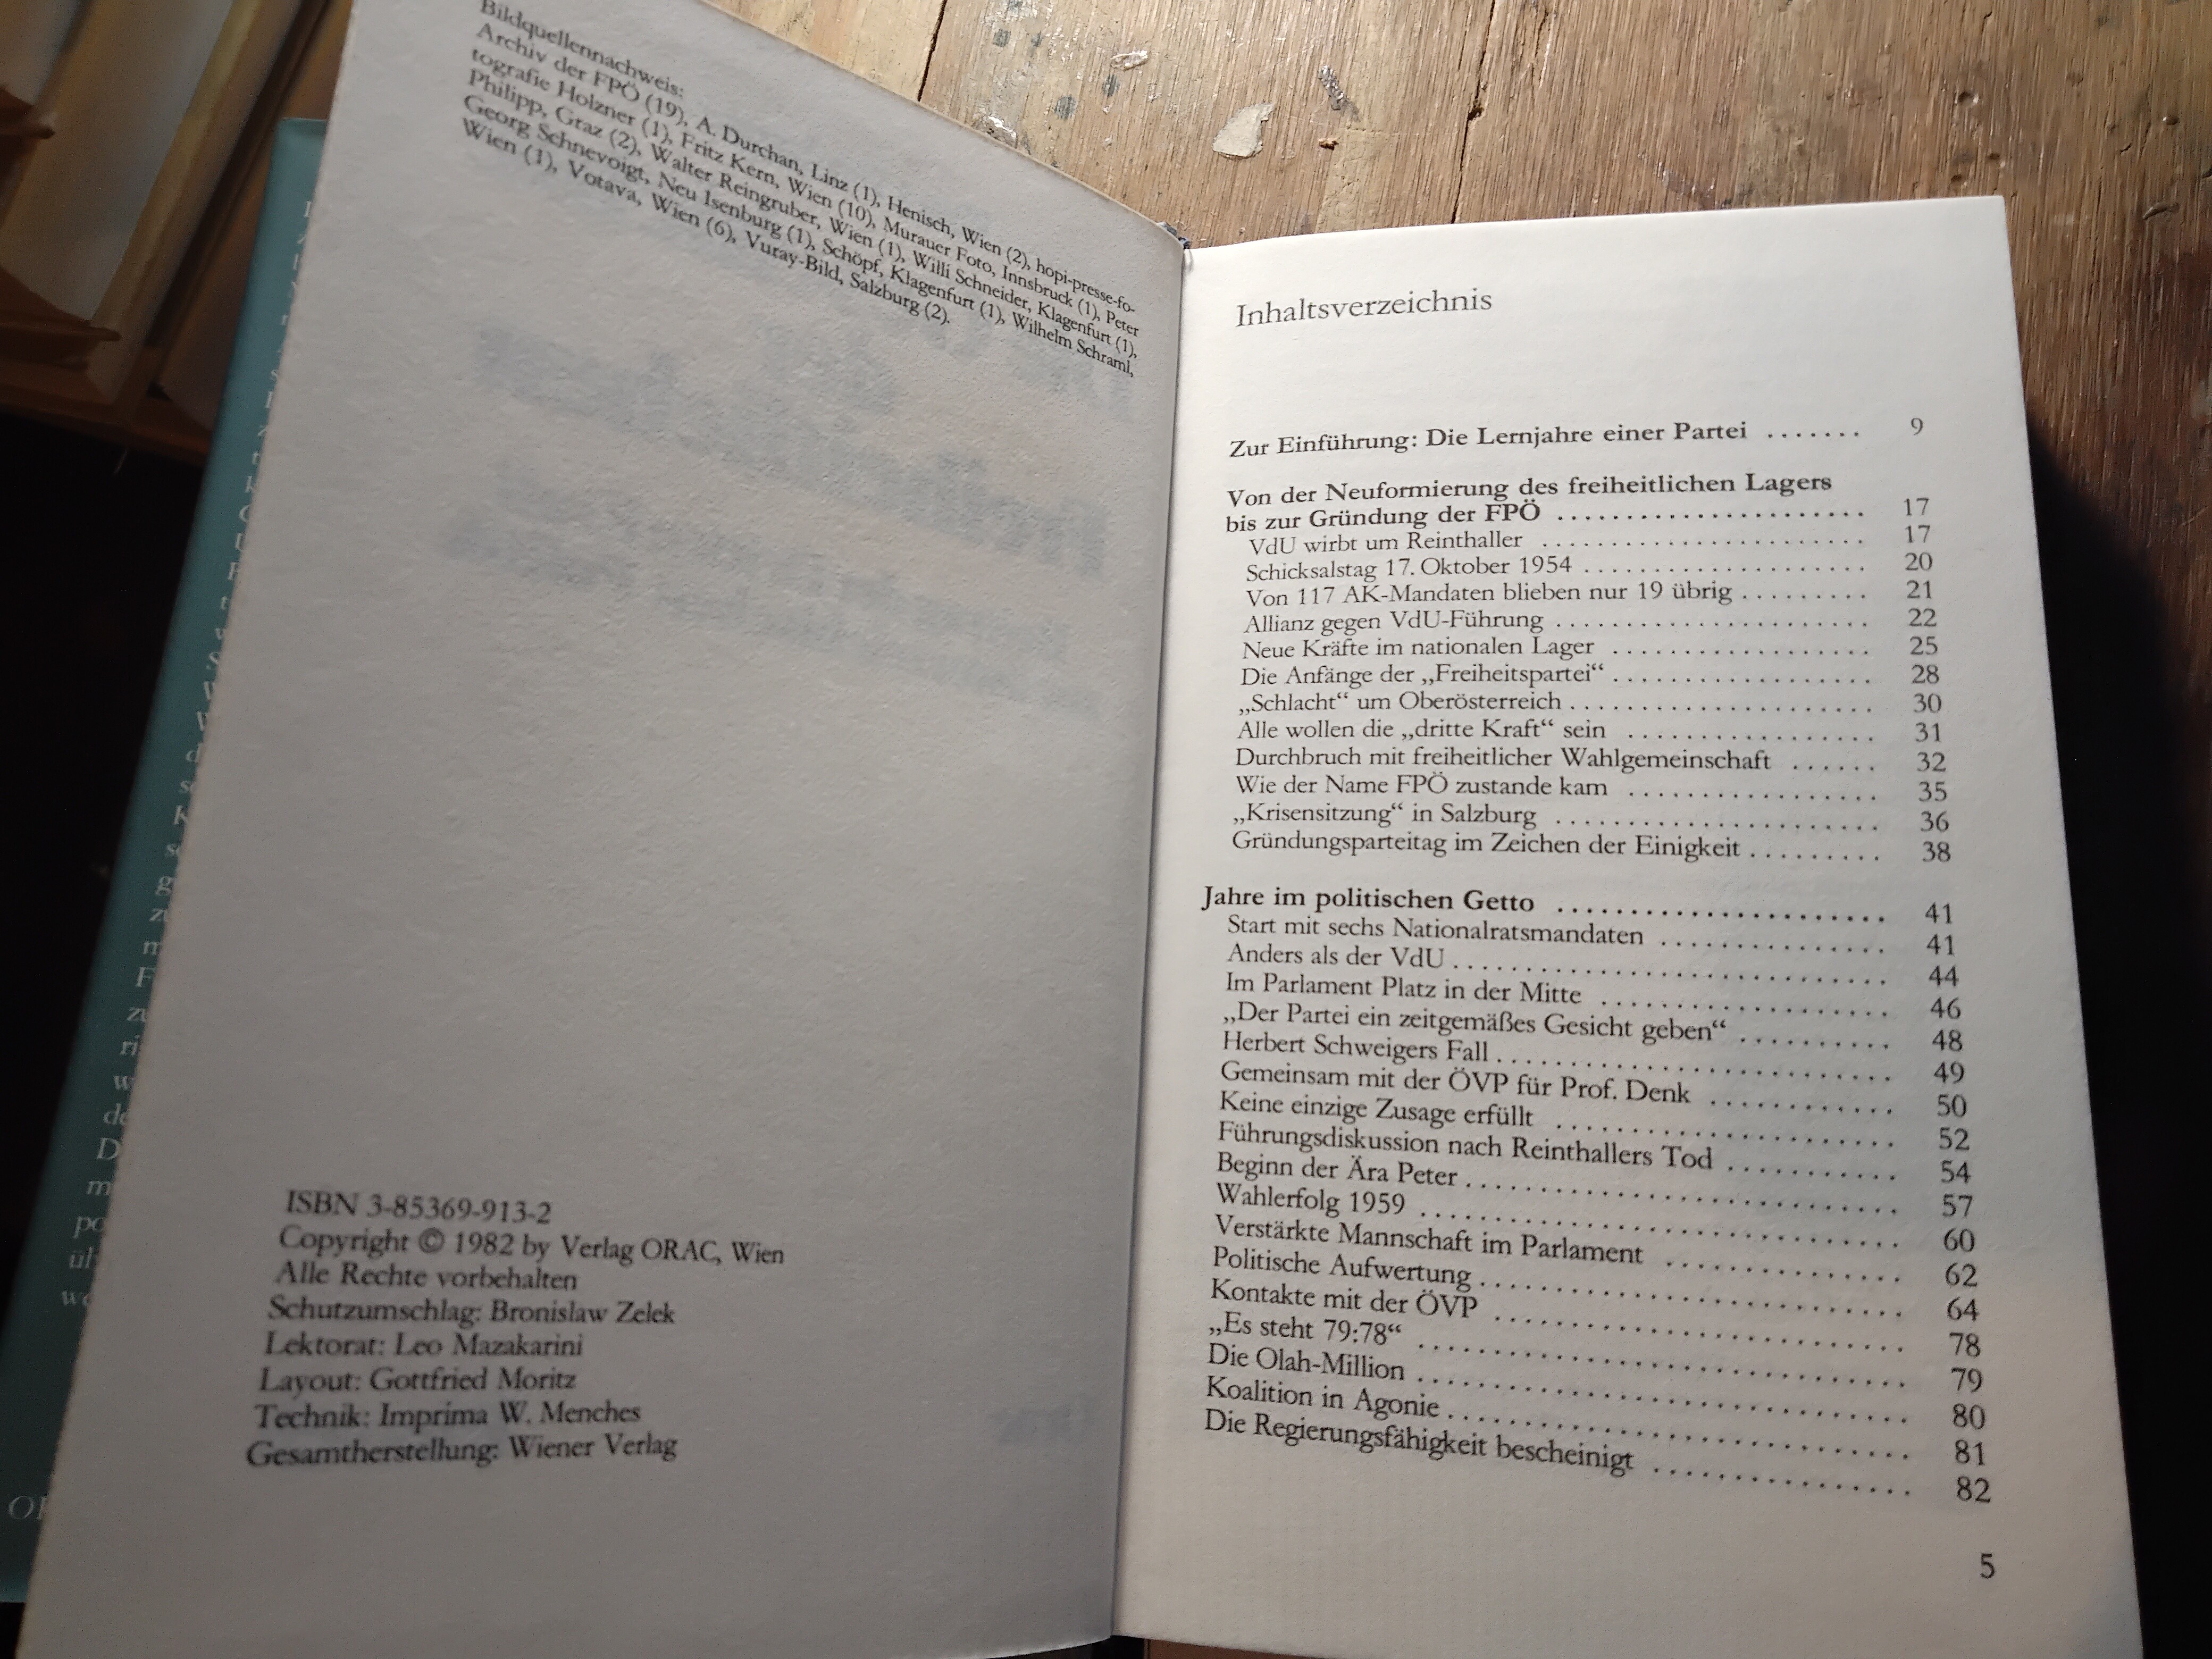 Bildquellennachweis:
Archiv der FPÖ (19), A. Durchan, Linz (1), Henisch, Wien (2), hopi-presse-fo-
tografie Holzner (1), Fritz Kern, Wien (10), Murauer Foto, Innsbruck (1), Peter
Philipp, Graz (2), Walter Reingruber, Wien (1), Willi Schneider, Klagenfurt (1),
Georg Schnevoigt, Neu Isenburg (1), Schöpf, Klagenfurt (1), Wilhelm Schraml,
Wien (1), Votava, Wien (6), Vuray-Bild, Salzburg (2).
ISBN 3-85369-913-2
Copyright © 1982 by Verlag ORAC, Wien
Alle Rechte vorbehalten
Schutzumschlag: Bronislaw Zelek
Lektorat: Leo Mazakarini
Layout: Gottfried Moritz
Technik: Imprima W. Menches
Gesamtherstellung: Wiener Verlag
Inhaltsverzeichnis
Zur Einführung: Die Lernjahre einer Partei ....... 9
Von der Neuformierung des freiheitlichen Lagers
bis zur Gründung der FPÖ ....................... 17
VdU wirbt um Reinthaller ........................ 17
Schicksalstag 17. Oktober 1954 ..................... 20
Von 117 AK-Mandaten blieben nur 19 übrig ......... 21
Allianz gegen VdU-Führung ....................... 22
Neue Kräfte im nationalen Lager ................... 25
Die Anfänge der „Freiheitspartei“ ................... 28
„Schlacht“ um Oberösterreich ....................... 30
Alle wollen die „dritte Kraft“ sein .................. 31
Durchbruch mit freiheitlicher Wahlgemeinschaft ...... 32
Wie der Name FPÖ zustande kam .................. 35
„Krisensitzung“ in Salzburg ........................ 36
Gründungsparteitag im Zeichen der Einigkeit .......... 38
Jahre im politischen Getto ........................ 41
Start mit sechs Nationalratsmandaten ................ 41
Anders als der VdU ................................ 44
Im Parlament Platz in der Mitte ..................... 46
„Der Partei ein zeitgemäßes Gesicht geben“ ........... 48
Herbert Schweigers Fall ............................. 49
Gemeinsam mit der ÖVP für Prof. Denk ............. 50
Keine einzige Zusage erfüllt ......................... 52
Führungsdiskussion nach Reinthallers Tod ............ 54
Beginn der Ära Peter ................................ 57
Wahlerfolg 1959 ................................... 60
Verstärkte Mannschaft im Parlament ................. 62
Politische Aufwertung ............................... 64
Kontakte mit der ÖVP .............................. 78
„Es steht 79:78“ ................................... 79
Die Olah-Million ................................... 80
Koalition in Agonie ................................. 81
Die Regierungsfähigkeit bescheinigt .................. 82
5